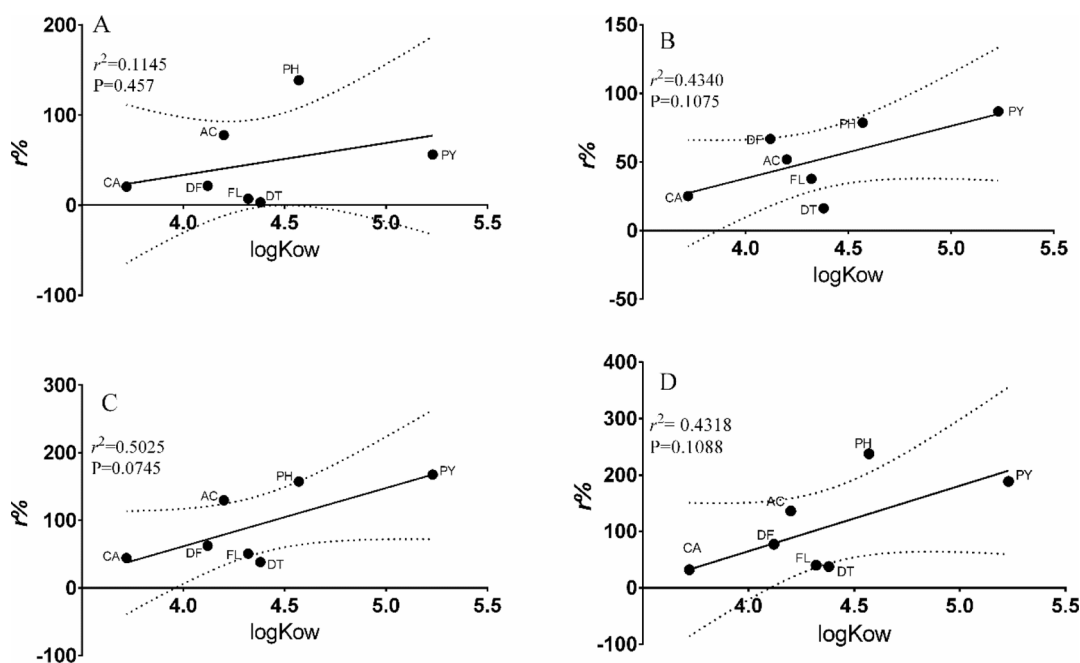 A
200
100
0
-100
r%
r²=0.1145
P=0.457
CA
AC
DF
FL
DT
PH
PY
4.0 4.5 5.0 5.5
logKow
B
150
100
50
0
-50
r%
r²=0.4340
P=0.1075
CA
DF
AC
FL
DT
PH
PY
4.0 4.5 5.0 5.5
logKow
C
300
200
100
0
-100
r%
r²=0.5025
P=0.0745
CA
AC
DF
FL
DT
PH
PY
4.0 4.5 5.0 5.5
logKow
D
400
300
200
100
0
-100
r%
r²= 0.4318
P=0.1088
CA
DF
AC
FL
DT
PH
PY
4.0 4.5 5.0 5.5
logKow